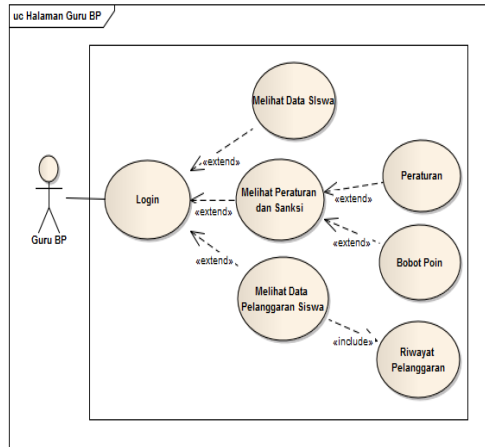 uc Halaman Guru BP
Melihat Data SIswa
«extend»
Guru BP
Login
«extend»
Melihat Peraturan
dan Sanksi
«extend»
Peraturan
«extend»
Bobot Poin
«extend»
Melihat Data
Pelanggaran Siswa
«include»
Riwayat
Pelanggaran